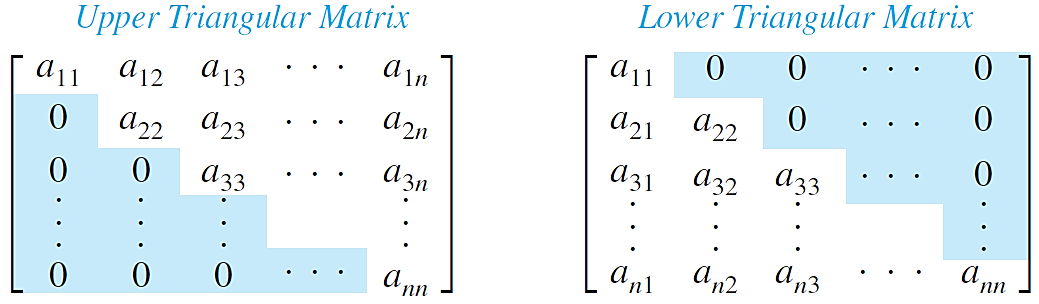 Upper Triangular Matrix
a11 a12 a13 · · · a1n
0 a22 a23 · · · a2n
0 0 a33 · · · a3n
⋮ ⋮ ⋮ ⋮
0 0 0 · · · ann
Lower Triangular Matrix
a11 0 0 · · · 0
a21 a22 0 · · · 0
a31 a32 a33 · · · 0
⋮ ⋮ ⋮ ⋮
an1 an2 an3 · · · ann